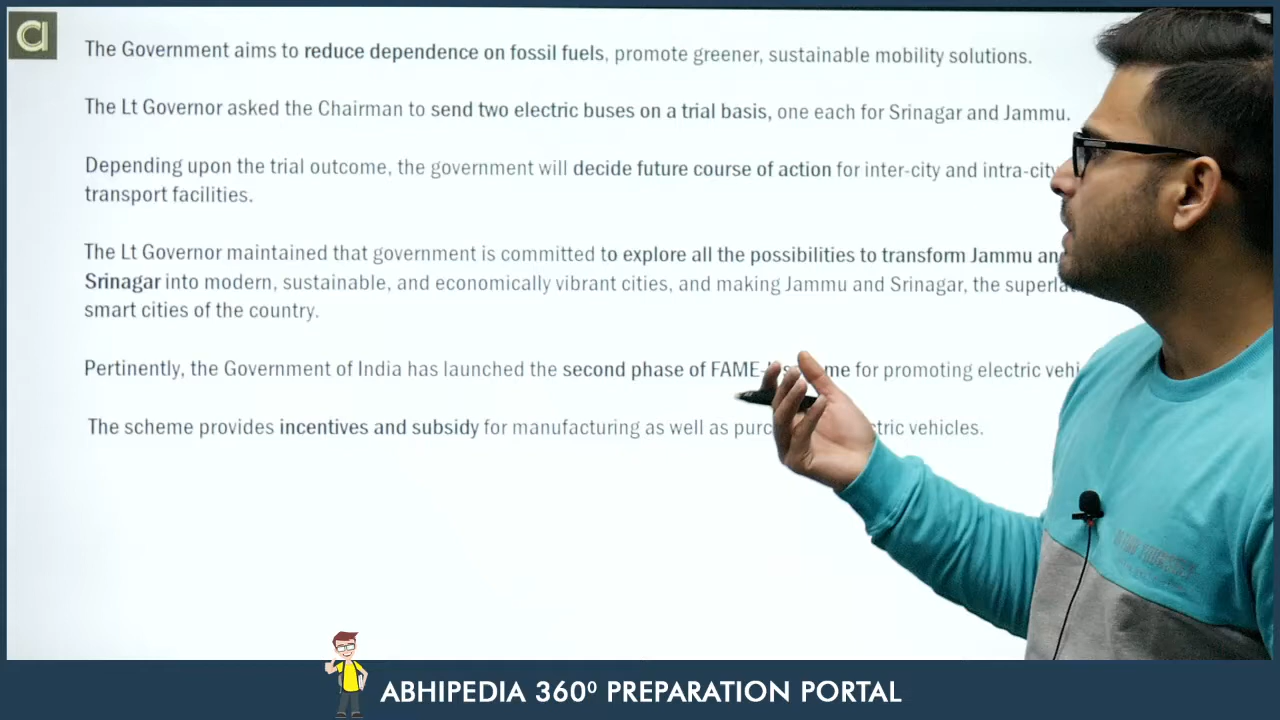 The Government aims to reduce dependence on fossil fuels, promote greener, sustainable mobility solutions.
The Lt Governor asked the Chairman to send two electric buses on a trial basis, one each for Srinagar and Jammu.
Depending upon the trial outcome, the government will decide future course of action for inter-city and intra-city
transport facilities.
The Lt Governor maintained that government is committed to explore all the possibilities to transform Jammu an
Srinagar into modern, sustainable, and economically vibrant cities, and making Jammu and Srinagar, the
smart cities of the country.
Pertinently, the Government of India has launched the second phase of FAME- me for promoting electric vehi
The scheme provides incentives and subsidy for manufacturing as well as purc tric vehicles.
ABHIPEDIA 360⁰ PREPARATION PORTAL